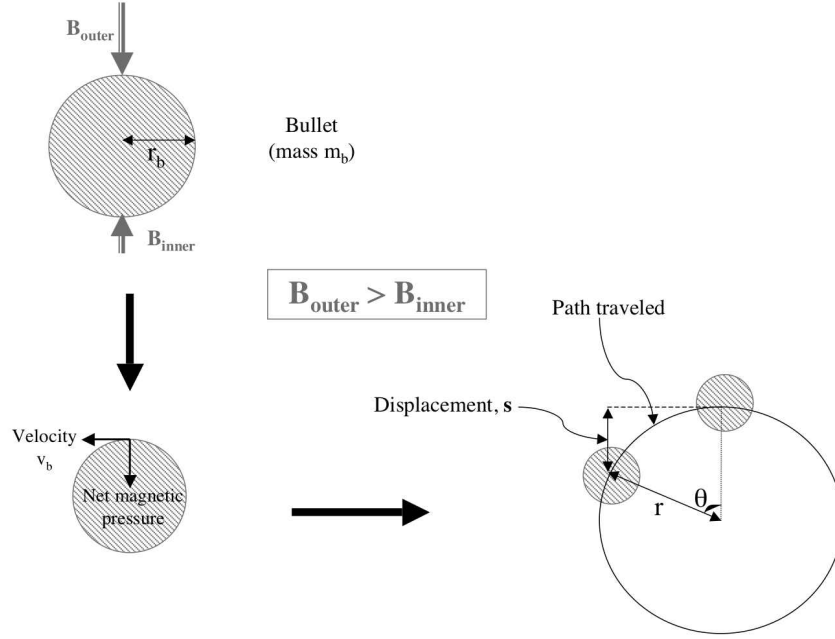 B_outer
r_b
Bullet
(mass m_b)
B_inner
B_outer > B_inner
Path traveled
Displacement, s
Velocity
v_b
Net magnetic
pressure
r
θ